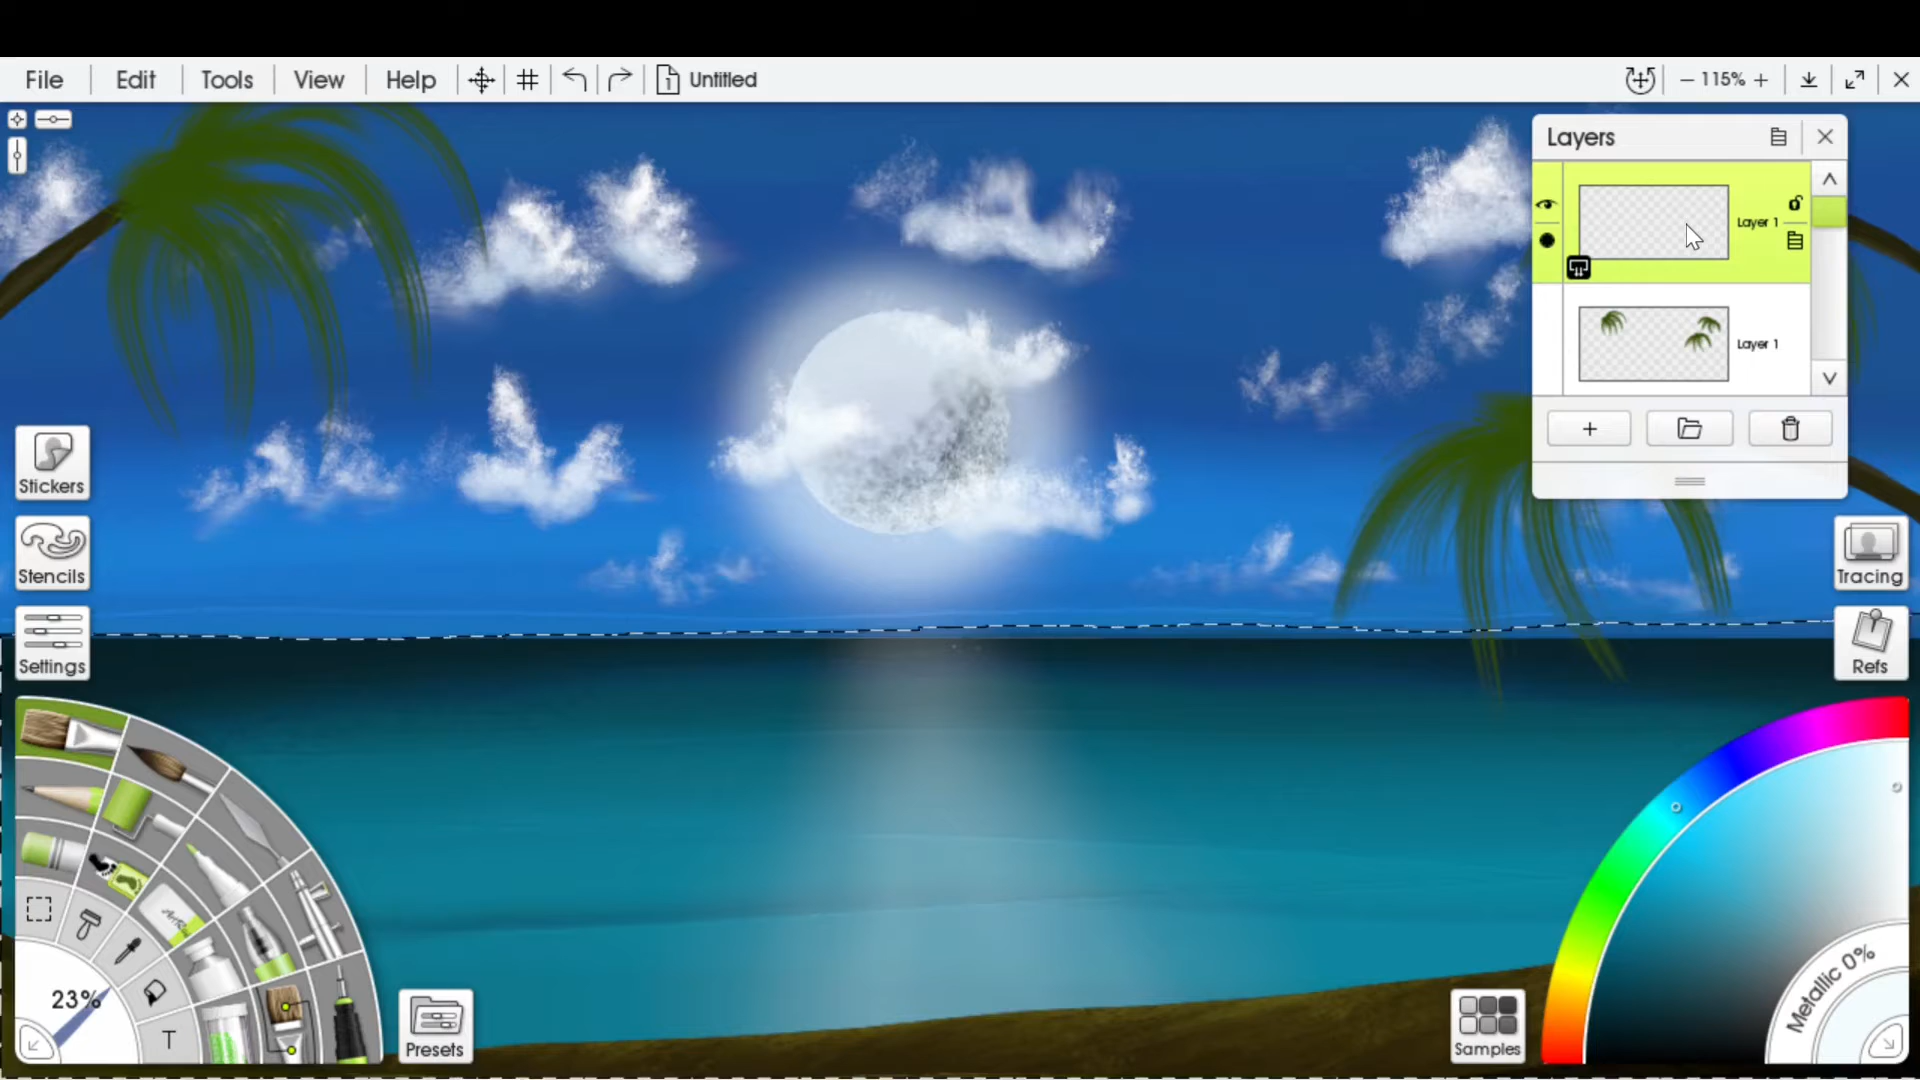 File Edit Tools View Help 1 Untitled 115%
Layers
Layer 1
Layer 1
Stickers
Stencils
Settings
Tracing
Refs
23%
T
Presets
Samples
Metallic 0%